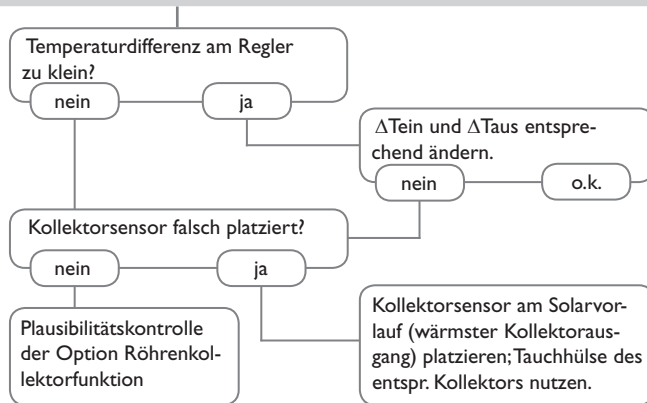 Temperaturdifferenz am Regler
zu klein?
nein
ja
ΔTein und ΔTaus entspre-
chend ändern.
nein
o.k.
Kollektorsensor falsch platziert?
nein
ja
Plausibilitätskontrolle
der Option Röhrenkol-
lektorfunktion
Kollektorsensor am Solarvor-
lauf (wärmster Kollektoraus-
gang) platzieren; Tauchhülse des
entspr. Kollektors nutzen.